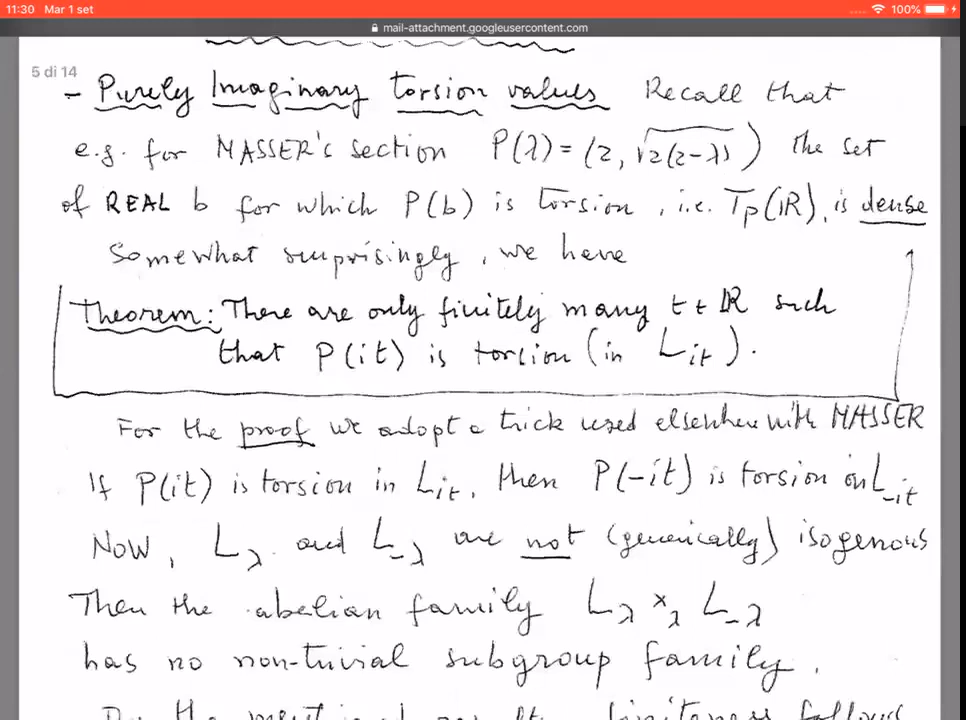 11:30 Mar 1 set 100%
mail-attachment.googleusercontent.com
5 di 14
- Purely Imaginary torsion values Recall that
e.g. for MASSER's section P(λ) = (2, √2(2-λ)) the set
of REAL b for which P(b) is torsion, i.e. T_P(ℝ), is dense
Somewhat surprisingly, we have
Theorem: There are only finitely many t ∈ ℝ such
that P(it) is torsion (in L_it).
For the proof we adopt a trick used elsewhere with MASSER
If P(it) is torsion in L_it, then P(-it) is torsion on L_-it
Now, L_λ and L_-λ are not (generically) isogenous
Then the abelian family L_λ ×_λ L_-λ
has no non-trivial subgroup family.
finiteness follows